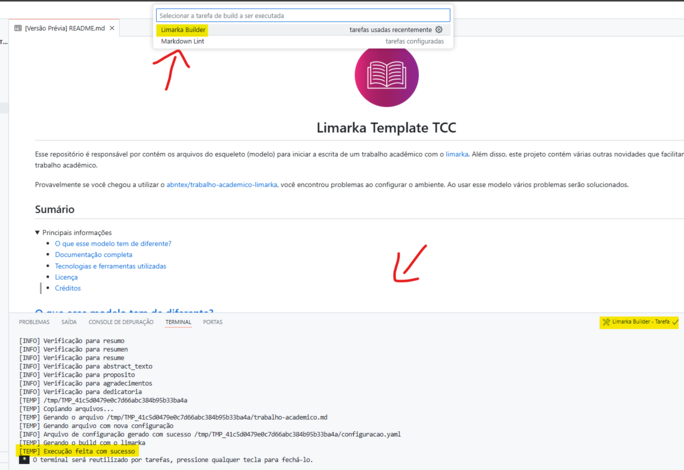 Selecionar a tarefa de build a ser executada
Limarka Builder tarefas usadas recentemente
Markdown Lint tarefas configuradas
[Versão Prévia] README.md
T...
Limarka Template TCC
Esse repositório é responsável por contém os arquivos do esqueleto (modelo) para iniciar a escrita de um trabalho acadêmico com o limarka. Além disso, este projeto contém várias outras novidades que facilitam
trabalho acadêmico.
Provavelmente se você chegou a utilizar o abntex/trabalho-academico-limarka. você encontrou problemas ao configurar o ambiente. Ao usar esse modelo vários problemas serão solucionados.
Sumário
Principais informações
O que esse modelo tem de diferente?
Documentação completa
Tecnologias e ferramentas utilizadas
Licença
Créditos
O que esse modelo tem de diferente?
PROBLEMAS SAÍDA CONSOLE DE DEPURAÇÃO TERMINAL PORTAS
Limarka Builder - Tarefa
[INFO] Verificação para resumo
[INFO] Verificação para resumen
[INFO] Verificação para resume
[INFO] Verificação para abstract_texto
[INFO] Verificação para proposito
[INFO] Verificação para agradecimentos
[INFO] Verificação para dedicatoria
[TEMP] /tmp/TMP_41c5d0479e0c7d66abc384b95b33ba4a
[TEMP] Copiando arquivos...
[TEMP] Gerando o arquivo /tmp/TMP_41c5d0479e0c7d66abc384b95b33ba4a/trabalho-academico.md
[TEMP] Gerando arquivo com nova configuração
[INFO] Arquivo de configuração gerado com sucesso /tmp/TMP_41c5d0479e0c7d66abc384b95b33ba4a/configuracao.yaml
[TEMP] Gerando o build com o limarka
[TEMP] Execução feita com sucesso
* O terminal será reutilizado por tarefas, pressione qualquer tecla para fechá-lo.